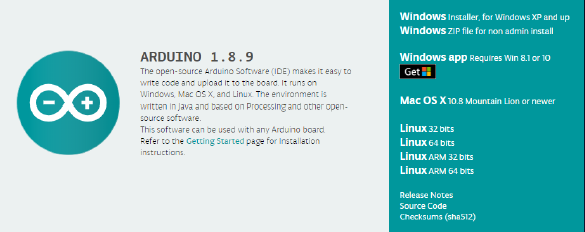 ARDUINO 1.8.9
The open-source Arduino Software (IDE) makes it easy to
write code and upload it to the board. It runs on
Windows, Mac OS X, and Linux. The environment is
written in Java and based on Processing and other open-
source software.
This software can be used with any Arduino board.
Refer to the Getting Started page for Installation
instructions.
Windows Installer, for Windows XP and up
Windows ZIP file for non admin install
Windows app Requires Win 8.1 or 10
Get
Mac OS X 10.8 Mountain Lion or newer
Linux 32 bits
Linux 64 bits
Linux ARM 32 bits
Linux ARM 64 bits
Release Notes
Source Code
Checksums (sha512)